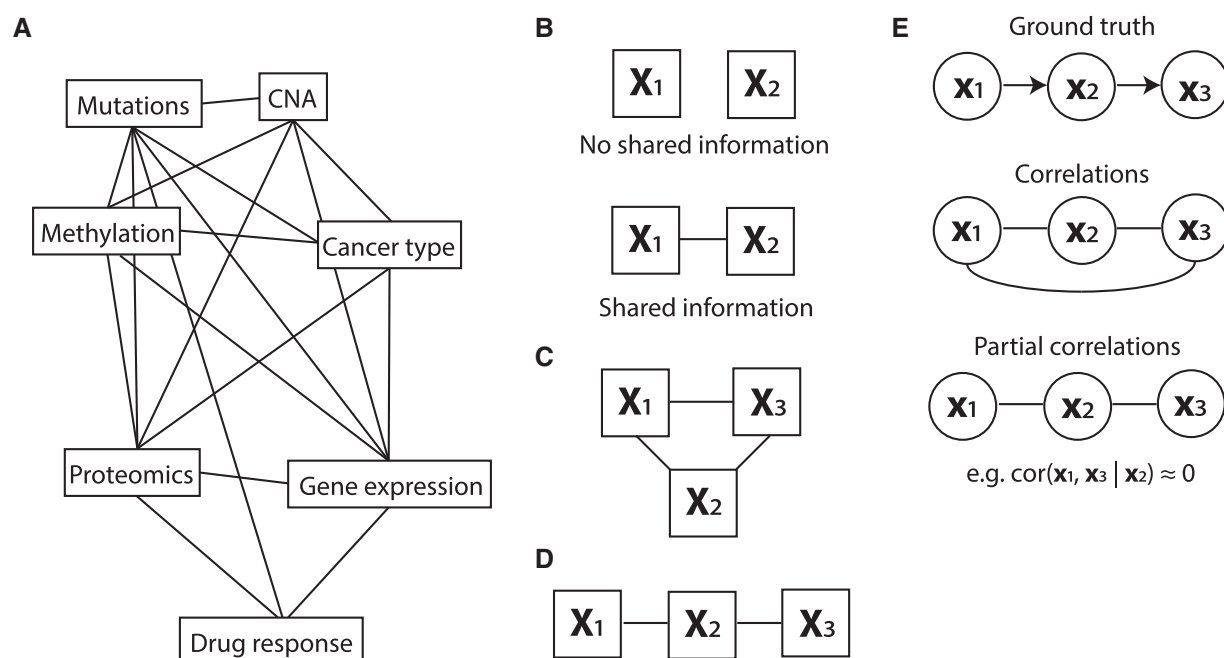 A
Mutations
CNA
Methylation
Cancer type
Proteomics
Gene expression
Drug response
B
X1
X2
No shared information
X1
X2
Shared information
C
X1
X3
X2
D
X1
X2
X3
E
Ground truth
x1
x2
x3
Correlations
x1
x2
x3
Partial correlations
x1
x2
x3
e.g. cor(x1, x3 | x2) ≈ 0